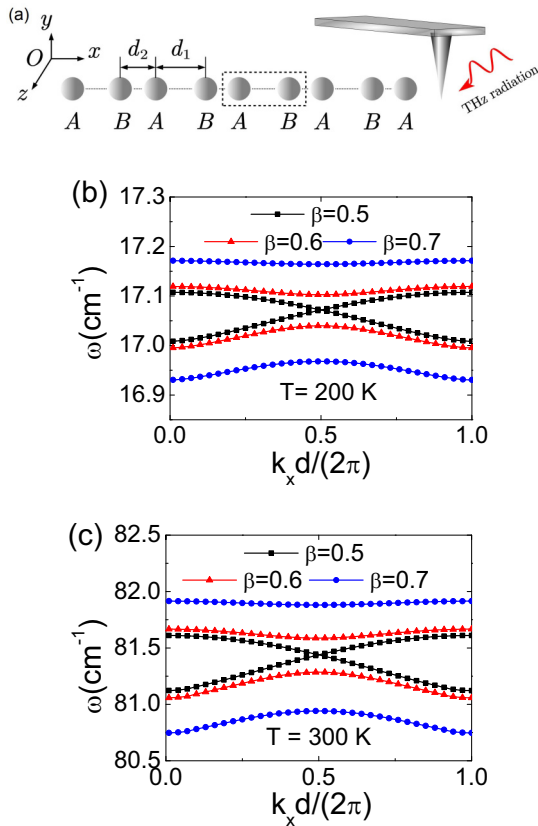 (a)
y
O
x
z
d₂ d₁
A B A B A B A B A
THz radiation
(b)
17.3
17.2
17.1
17.0
16.9
ω(cm⁻¹)
β=0.5
β=0.6 β=0.7
T= 200 K
0.0 0.5 1.0
kₓd/(2π)
(c)
82.5
82.0
81.5
81.0
80.5
ω(cm⁻¹)
β=0.5
β=0.6 β=0.7
T = 300 K
0.0 0.5 1.0
kₓd/(2π)